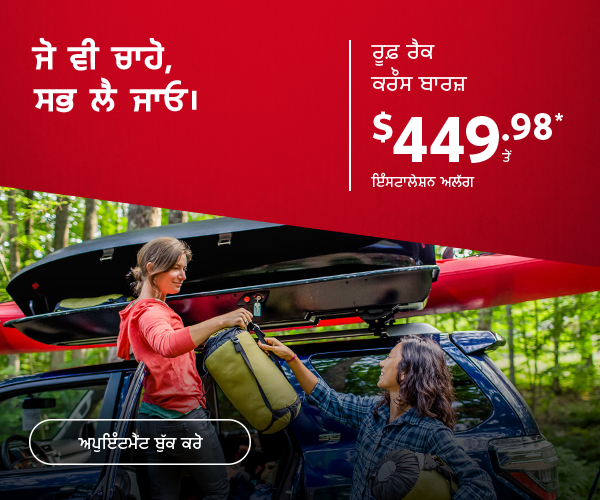 ਜੋ ਵੀ ਚਾਹੋ,
ਸਭ ਲੈ ਜਾਓ।
ਰੂਫ਼ ਰੈਕ
ਕਰੌਸ ਬਾਰਜ਼
$449.98*
ਤੋਂ
ਇੰਸਟਾਲੇਸ਼ਨ ਅਲੱਗ
ਅਪੁਇੰਟਮੈਂਟ ਬੁੱਕ ਕਰੋ